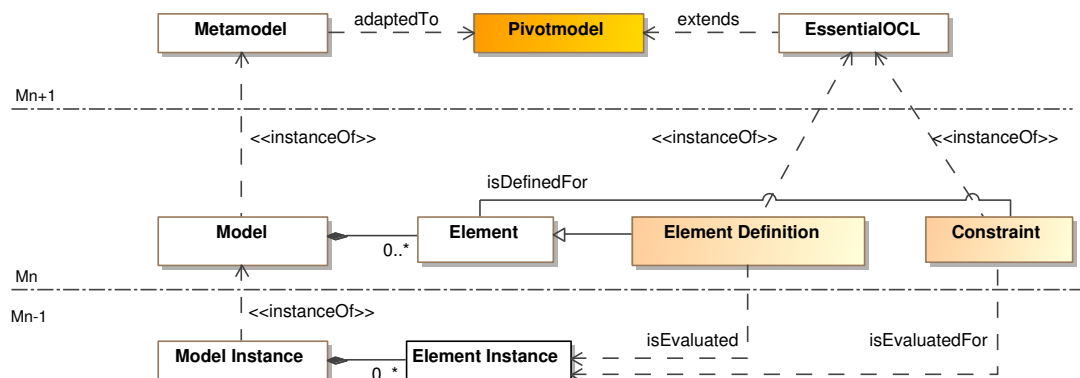 Metamodel
adaptedTo
Pivotmodel
extends
EssentialOCL
Mn+1
<<instanceOf>>
<<instanceOf>>
<<instanceOf>>
isDefinedFor
Model
0..*
Element
Element Definition
Constraint
Mn
Mn-1
<<instanceOf>>
isEvaluated
isEvaluatedFor
Model Instance
0..*
Element Instance